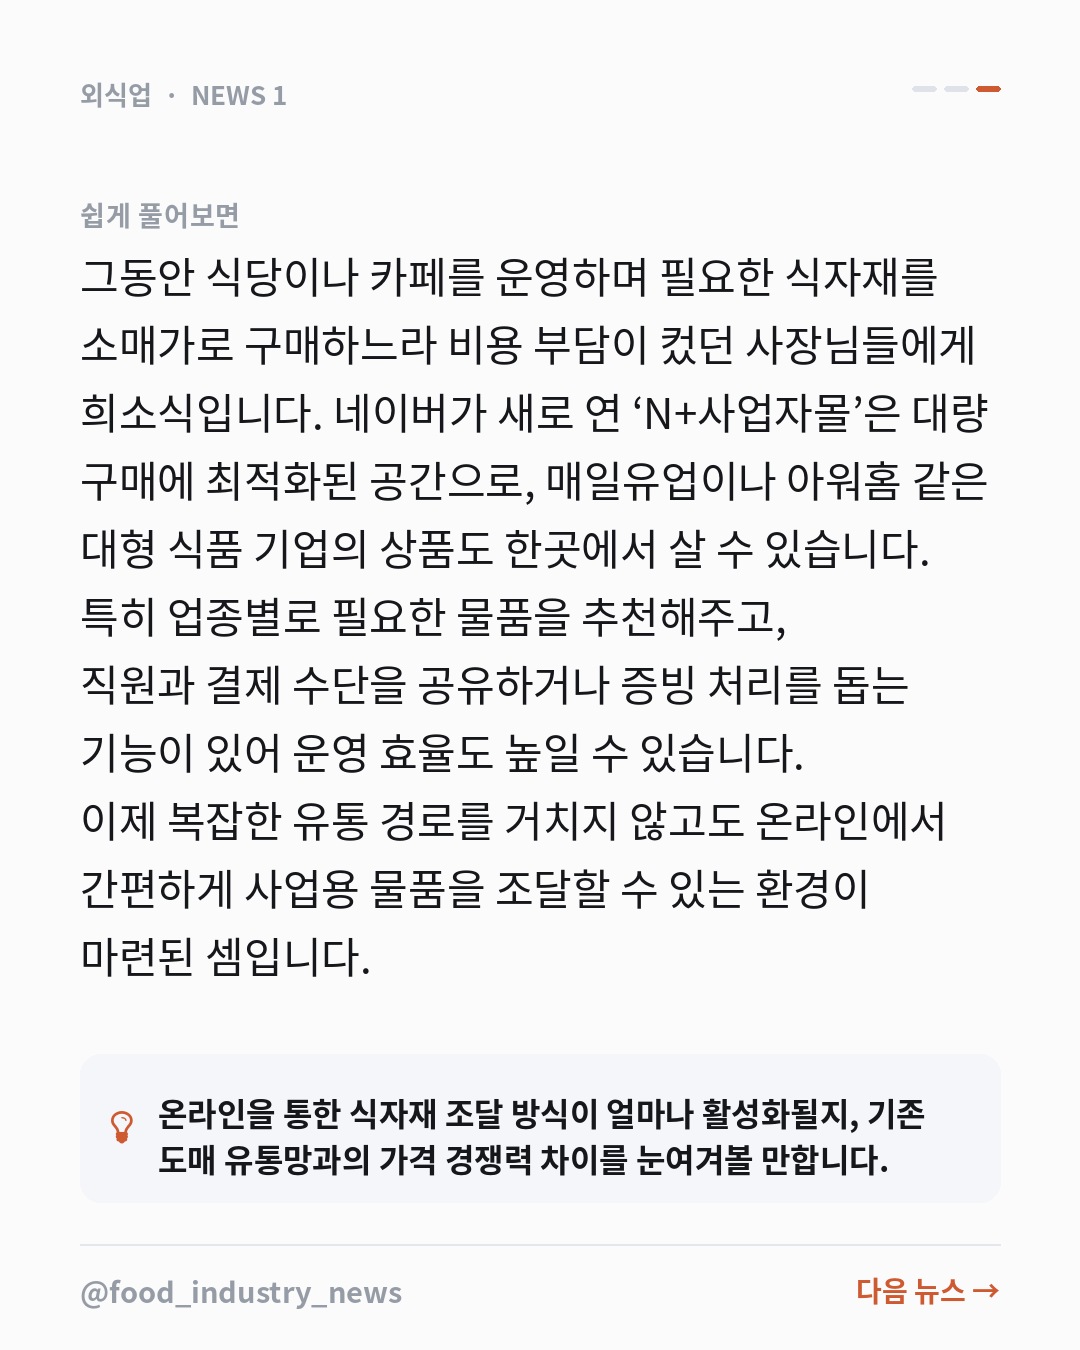 외식업 · NEWS 1
쉽게 풀어보면
그동안 식당이나 카페를 운영하며 필요한 식자재를
소매가로 구매하느라 비용 부담이 컸던 사장님들에게
희소식입니다. 네이버가 새로 연 ‘N+사업자몰’은 대량
구매에 최적화된 공간으로, 매일유업이나 아워홈 같은
대형 식품 기업의 상품도 한곳에서 살 수 있습니다.
특히 업종별로 필요한 물품을 추천해주고,
직원과 결제 수단을 공유하거나 증빙 처리를 돕는
기능이 있어 운영 효율도 높일 수 있습니다.
이제 복잡한 유통 경로를 거치지 않고도 온라인에서
간편하게 사업용 물품을 조달할 수 있는 환경이
마련된 셈입니다.
온라인을 통한 식자재 조달 방식이 얼마나 활성화될지, 기존
도매 유통망과의 가격 경쟁력 차이를 눈여겨볼 만합니다.
@food_industry_news
다음 뉴스 →